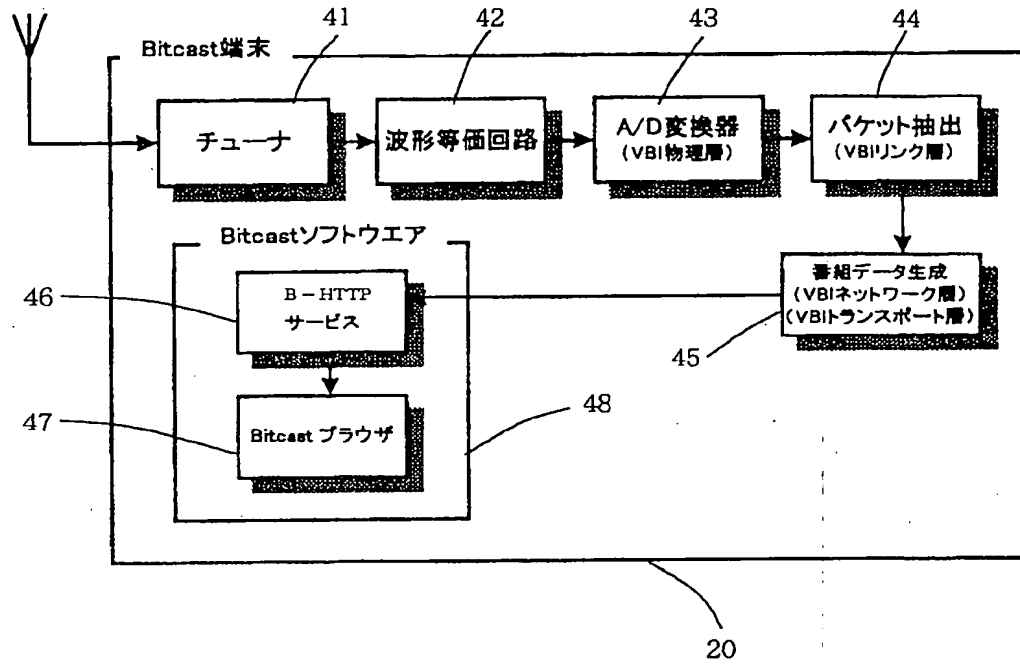 41
42
43
44
Bitcast端末
チューナ
波形等価回路
A/D変換器
(VBI物理層)
パケット抽出
(VBIリンク層)
Bitcastソフトウエア
46
B-HTTP
サービス
番組データ生成
(VBIネットワーク層)
(VBIトランスポート層)
45
47
Bitcast ブラウザ
48
20